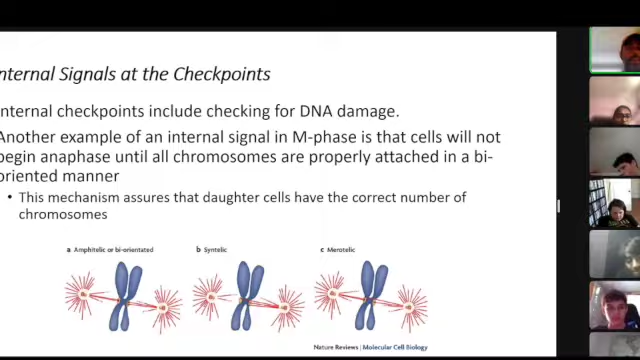 nternal Signals at the Checkpoints
nternal checkpoints include checking for DNA damage.
Another example of an internal signal in M-phase is that cells will not
begin anaphase until all chromosomes are properly attached in a bi-
oriented manner
• This mechanism assures that daughter cells have the correct number of
chromosomes
a Amphitelic or bi-orientated
b Syntelic
c Merotelic
Nature Reviews | Molecular Cell Biology